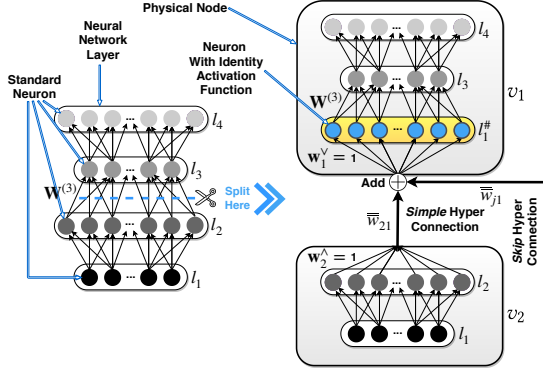 Physical Node
Neural
Network
Layer
Neuron
With Identity
Activation
Function
Standard
Neuron
...
l₄
W⁽³⁾
...
l₃
Split
Here
...
l₂
...
l₁
...
l₄
...
l₃
v₁
W⁽³⁾
...
l₁^#
w₁^∨ = 1
Add
w̿₂₁
Simple Hyper
Connection
w̿ⱼ₁
Skip Hyper
Connection
w₂^∧ = 1
...
l₂
v₂
...
l₁